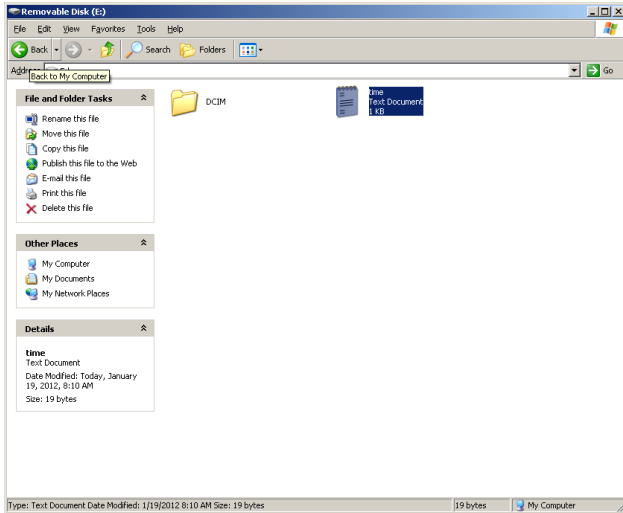 Removable Disk (E:)
File Edit View Favorites Tools Help
Back Search Folders
Back to My Computer Go
File and Folder Tasks
Rename this file
Move this file
Copy this file
Publish this file to the Web
E-mail this file
Print this file
Delete this file
Other Places
My Computer
My Documents
My Network Places
Details
time
Text Document
Date Modified: Today, January
19, 2012, 8:10 AM
Size: 19 bytes
DCIM
time
Text Document
1 KB
Type: Text Document Date Modified: 1/19/2012 8:10 AM Size: 19 bytes 19 bytes My Computer